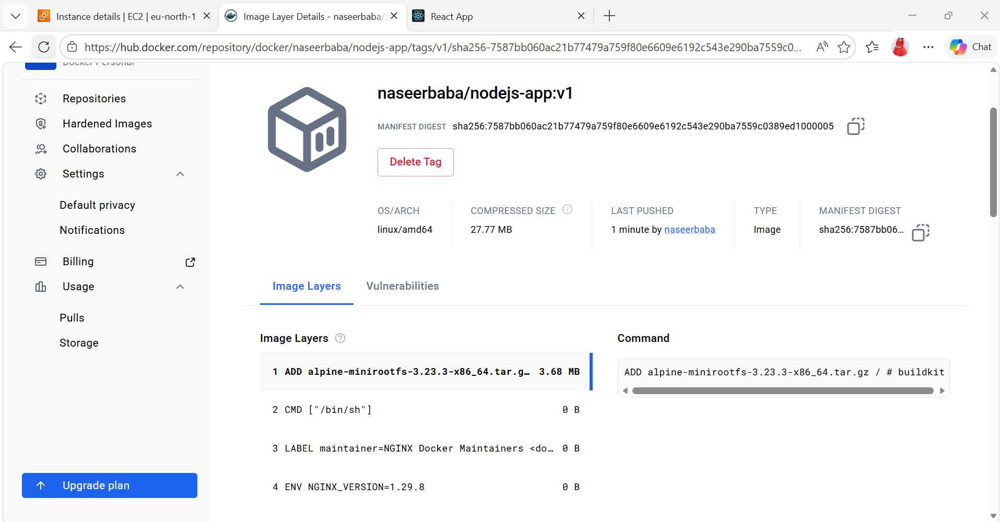 Instance details | EC2 | eu-north-1
Image Layer Details - naseerbaba/
React App
https://hub.docker.com/repository/docker/naseerbaba/nodejs-app/tags/v1/sha256-7587bb060ac21b77479a759f80e6609e6192c543e290ba7559c0...
Chat
Docker Personal
Repositories
Hardened Images
Collaborations
Settings
Default privacy
Notifications
Billing
Usage
Pulls
Storage
Upgrade plan
naseerbaba/nodejs-app:v1
MANIFEST DIGEST sha256:7587bb060ac21b77479a759f80e6609e6192c543e290ba7559c0389ed1000005
Delete Tag
OS/ARCH
linux/amd64
COMPRESSED SIZE
27.77 MB
LAST PUSHED
1 minute by naseerbaba
TYPE
Image
MANIFEST DIGEST
sha256:7587bb06...
Image Layers
Vulnerabilities
Image Layers
1 ADD alpine-minirootfs-3.23.3-x86_64.tar.g... 3.68 MB
2 CMD ["/bin/sh"] 0 B
3 LABEL maintainer=NGINX Docker Maintainers <do... 0 B
4 ENV NGINX_VERSION=1.29.8 0 B
Command
ADD alpine-minirootfs-3.23.3-x86_64.tar.gz / # buildkit